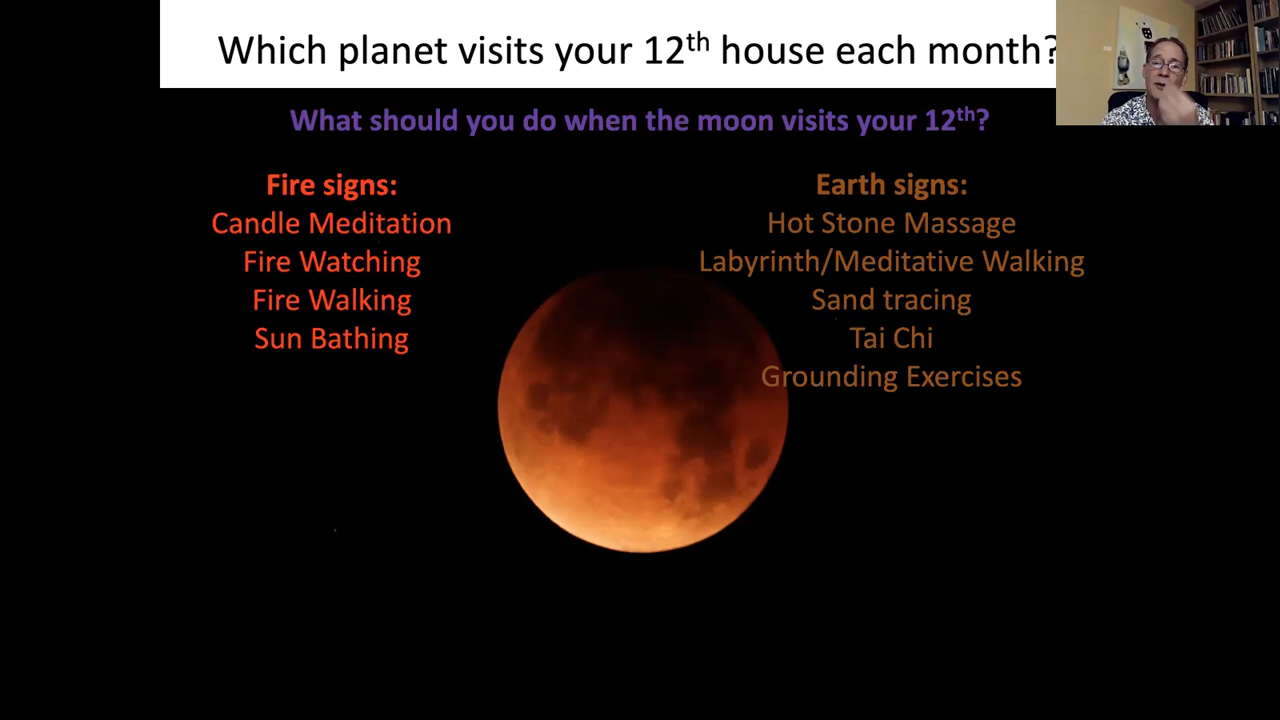 Which planet visits your 12th house each month?
What should you do when the moon visits your 12th?
Fire signs:
Candle Meditation
Fire Watching
Fire Walking
Sun Bathing
Earth signs:
Hot Stone Massage
Labyrinth/Meditative Walking
Sand tracing
Tai Chi
Grounding Exercises